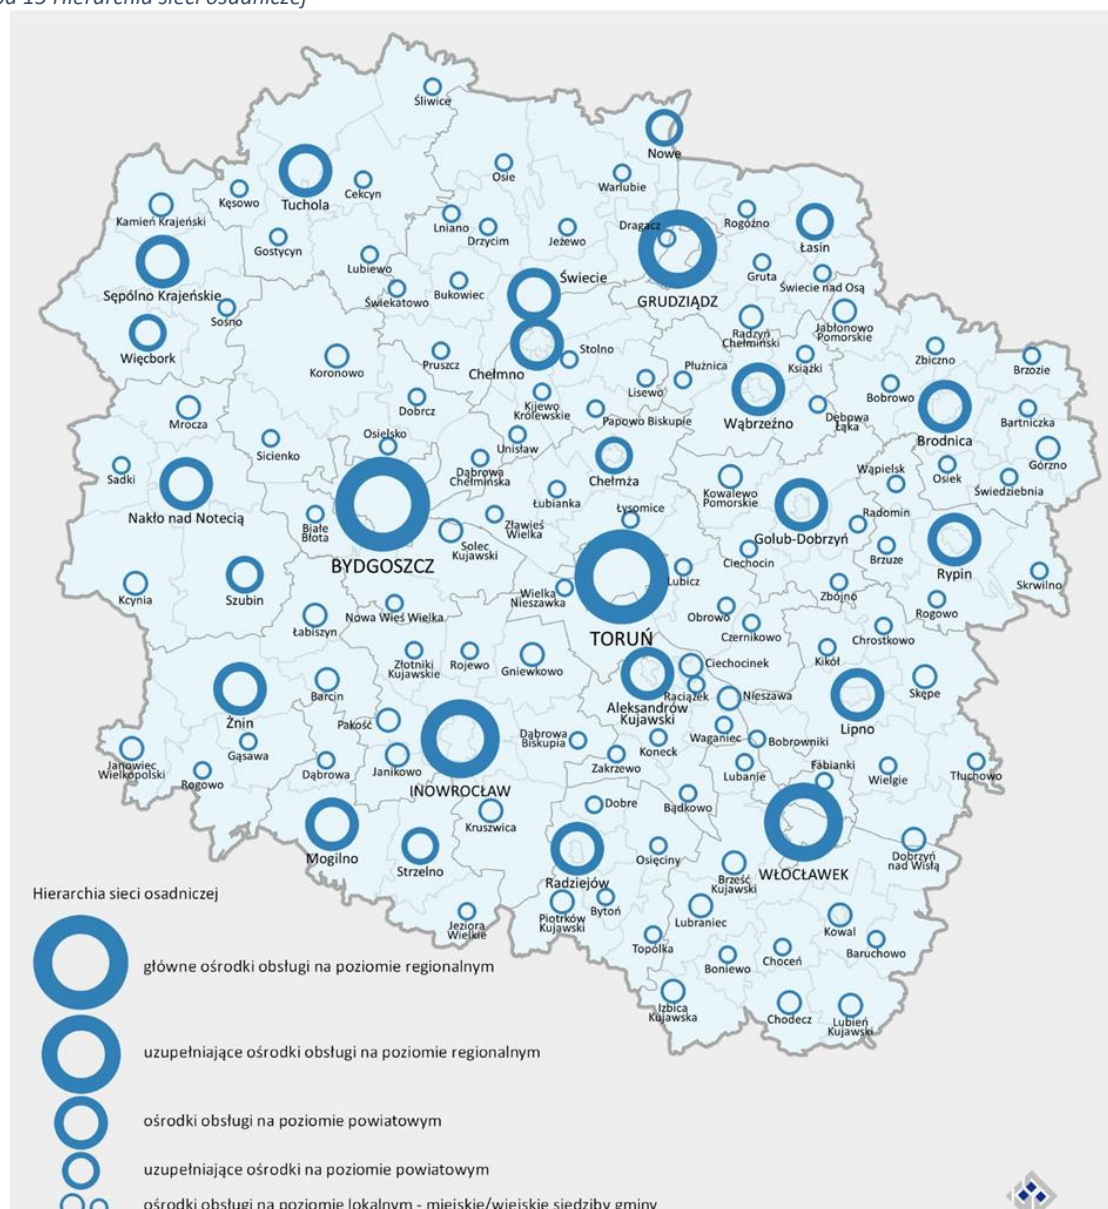 13 Hierarchia sieci osadniczej
Śliwice
Nowe
Osie
Warlubie
Tuchola
Cekcyn
Kęsowo
Kamień Krajeński
Lniano
Drzycim
Jeżewo
Dragacz
Rogoźno
Łasin
Gostycyn
Lubiewo
Sępólno Krajeńskie
Świekatowo
Bukowiec
Świecie
GRUDZIĄDZ
Gruta
Świecie nad Osą
Sośno
Więcbork
Radzyń
Chełmiński
Jabłonowo
Pomorskie
Koronowo
Pruszcz
Chełmno
Stolno
Płużnica
Książki
Zbiczno
Brzozie
Lisewo
Bobrowo
Mrocza
Dobrcz
Kijewo
Królewskie
Papowo Biskupie
Wąbrzeźno
Dębowa
Łąka
Brodnica
Bartniczka
Osielsko
Sicienko
Unisław
Sadki
Dąbrowa
Chełmińska
Chełmża
Kowalewo
Pomorskie
Wąpielsk
Osiek
Górzno
Świedziebnia
Nakło nad Notecią
Łubianka
Łysomice
Radomin
Białe
Błota
Zławieś
Wielka
Golub-Dobrzyń
Solec
Kujawski
BYDGOSZCZ
Ciechocin
Brzuze
Rypin
Lubicz
Skrwilno
Wielka
Nieszawka
Kcynia
Szubin
Zbójno
Rogowo
Nowa Wieś Wielka
Obrowo
Łabiszyn
TORUŃ
Czernikowo
Chrostkowo
Złotniki
Kujawskie
Rojewo
Gniewkowo
Ciechocinek
Kikół
Barcin
Raciążek
Nieszawa
Skępe
Aleksandrów
Kujawski
Żnin
Pakość
Lipno
Dąbrowa
Biskupia
Waganiec
Bobrowniki
Koneck
Gąsawa
Janowiec
Wielkopolski
Rogowo
Dąbrowa
Janikowo
Zakrzewo
Lubanie
Fabianki
Wielgie
Tłuchowo
INOWROCŁAW
Dobre
Bądkowo
Kruszwica
Mogilno
Strzelno
Osięciny
Dobrzyń
nad Wisłą
WŁOCŁAWEK
Radziejów
Brześć
Kujawski
Hierarchia sieci osadniczej
Jeziora
Wielkie
Piotrków
Kujawski
Bytoń
Lubraniec
Kowal
Topólka
Choceń
Baruchowo
główne ośrodki obsługi na poziomie regionalnym
Boniewo
Izbica
Kujawska
Chodecz
Lubień
Kujawski
uzupełniające ośrodki obsługi na poziomie regionalnym
ośrodki obsługi na poziomie powiatowym
uzupełniające ośrodki na poziomie powiatowym
ośrodki obsługi na poziomie lokalnym - miejskie/wiejskie siedziby gminy